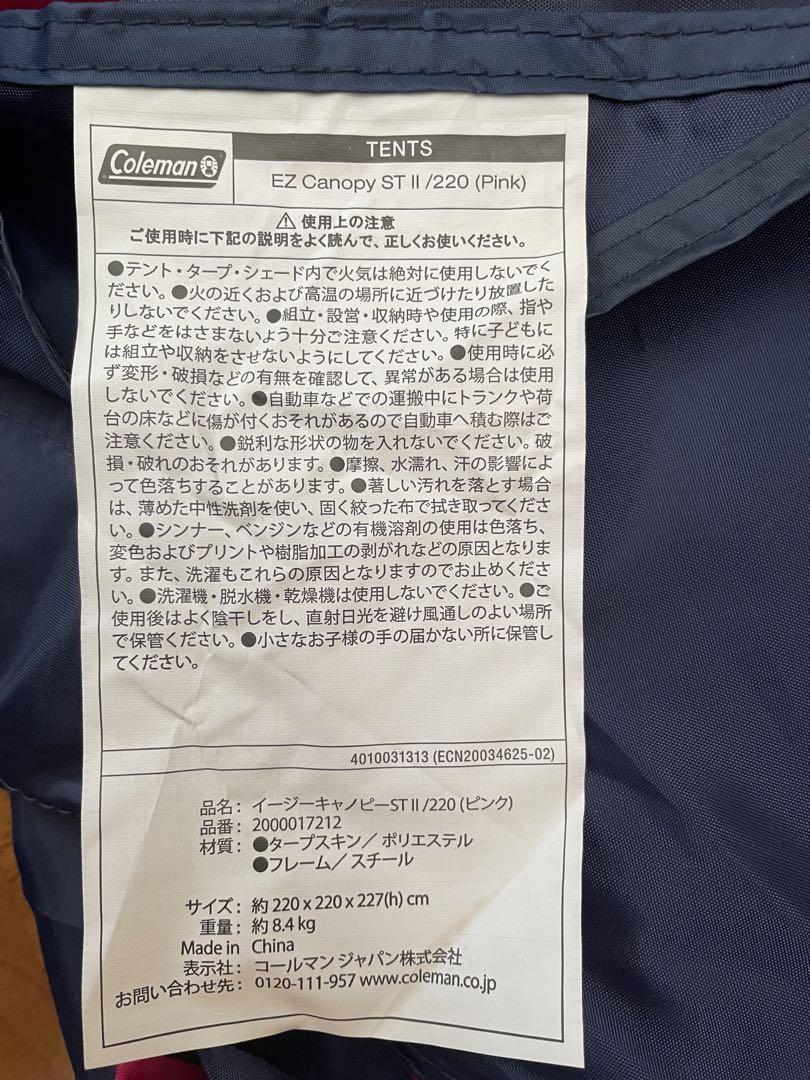 Coleman
TENTS
EZ Canopy ST II /220 (Pink)
⚠ 使用上の注意
ご使用時に下記の説明をよく読んで、正しくお使いください。
●テント・タープ・シェード内で火気は絶対に使用しないでく
ださい。●火の近くおよび高温の場所に近づけたり放置した
りしないでください。●組立・設営・収納時や使用の際、指や
手などをはさまないよう十分ご注意ください。特に子どもに
は組立や収納をさせないようにしてください。●使用時に必
ず変形・破損などの有無を確認して、異常がある場合は使用
しないでください。●自動車などでの運搬中にトランクや荷
台の床などに傷が付くおそれがあるので自動車へ積む際はご
注意ください。●鋭利な形状の物を入れないでください。破
損・破れのおそれがあります。●摩擦、水濡れ、汗の影響によ
って色落ちすることがあります。●著しい汚れを落とす場合
は、薄めた中性洗剤を使い、固く絞った布で拭き取ってくださ
い。●シンナー、ベンジンなどの有機溶剤の使用は色落ち、
変色およびプリントや樹脂加工の剥がれなどの原因となりま
す。また、洗濯もこれらの原因となりますのでお止めくださ
い。●洗濯機・脱水機・乾燥機は使用しないでください。●ご
使用後はよく陰干しをし、直射日光を避け風通しのよい場所
で保管ください。●小さなお子様の手の届かない所に保管し
てください。
4010031313 (ECN20034625-02)
品名： イージーキャノピーST II /220 (ピンク)
品番： 2000017212
材質： ●タープスキン／ ポリエステル
●フレーム／ スチール
サイズ： 約 220 x 220 x 227(h) cm
重量： 約 8.4 kg
Made in China
表示社： コールマン ジャパン株式会社
お問い合わせ先： 0120-111-957 www.coleman.co.jp